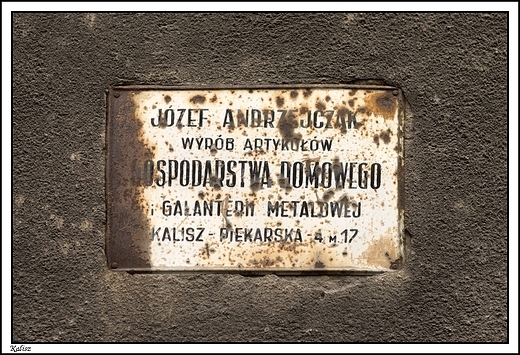 JÓZEF ANDRZEJCZAK
WYRÓB ARTYKUŁÓW
GOSPODARSTWA DOMOWEGO
i GALANTERII METALOWEJ
KALISZ - PIEKARSKA - 4 M 17
Kalisz